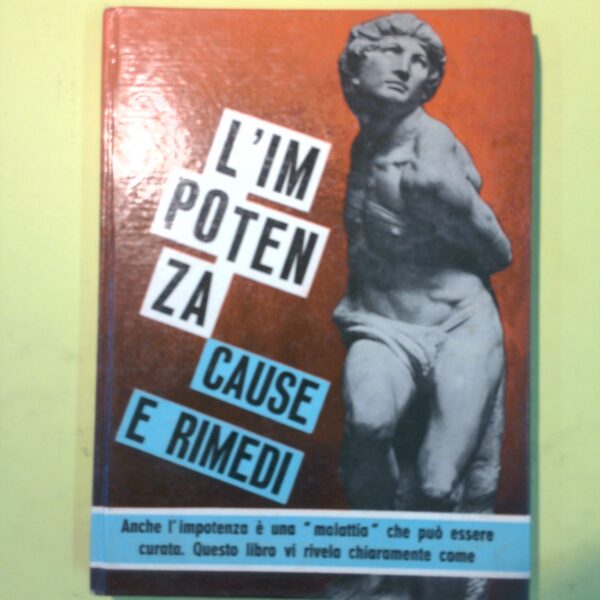 L'IM
POTEN
ZA
CAUSE
E RIMEDI
Anche l'impotenza è una "malattia" che può essere
curata. Questo libro vi rivela chiaramente come